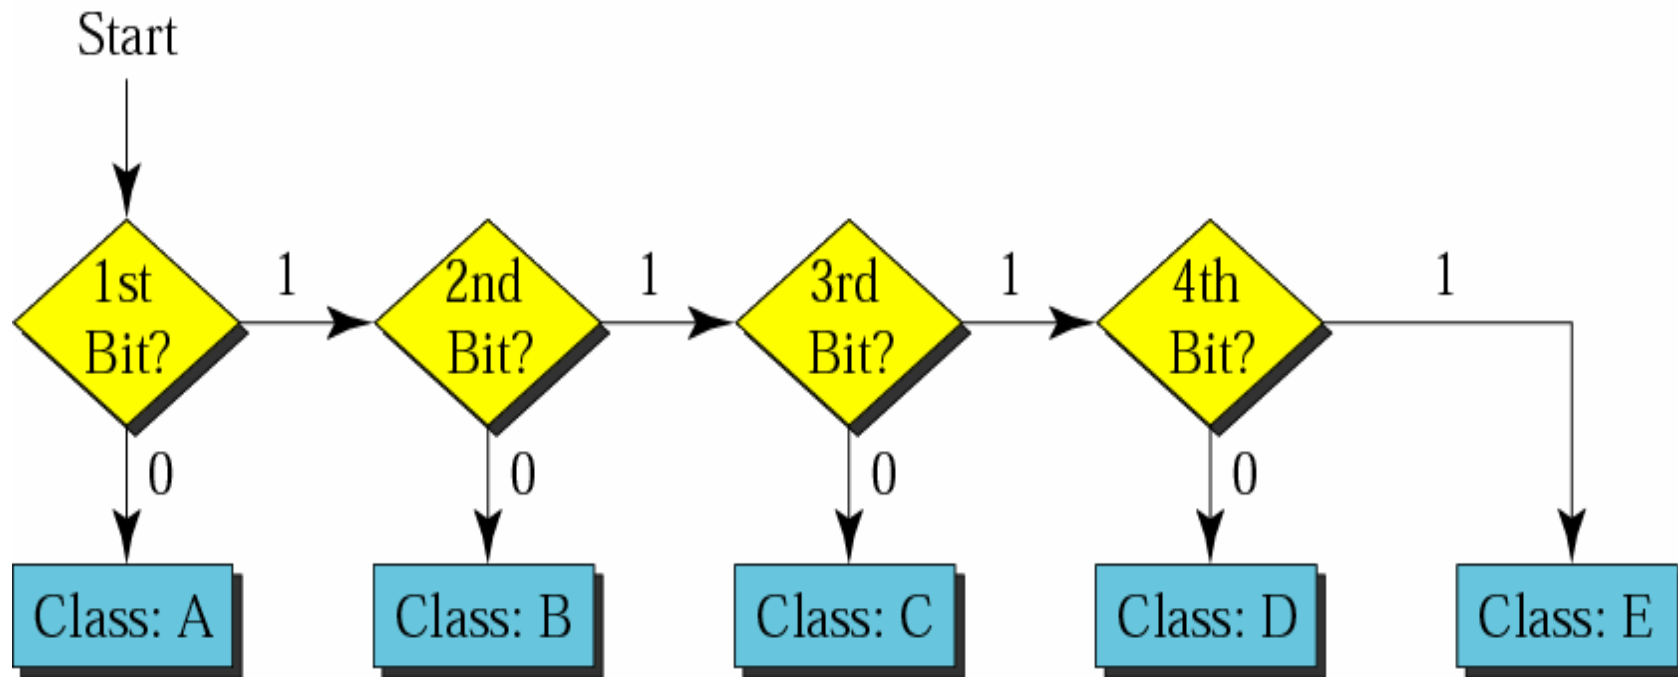 Start
1st
Bit?
1
2nd
Bit?
1
3rd
Bit?
1
4th
Bit?
1
0
0
0
0
Class: A
Class: B
Class: C
Class: D
Class: E